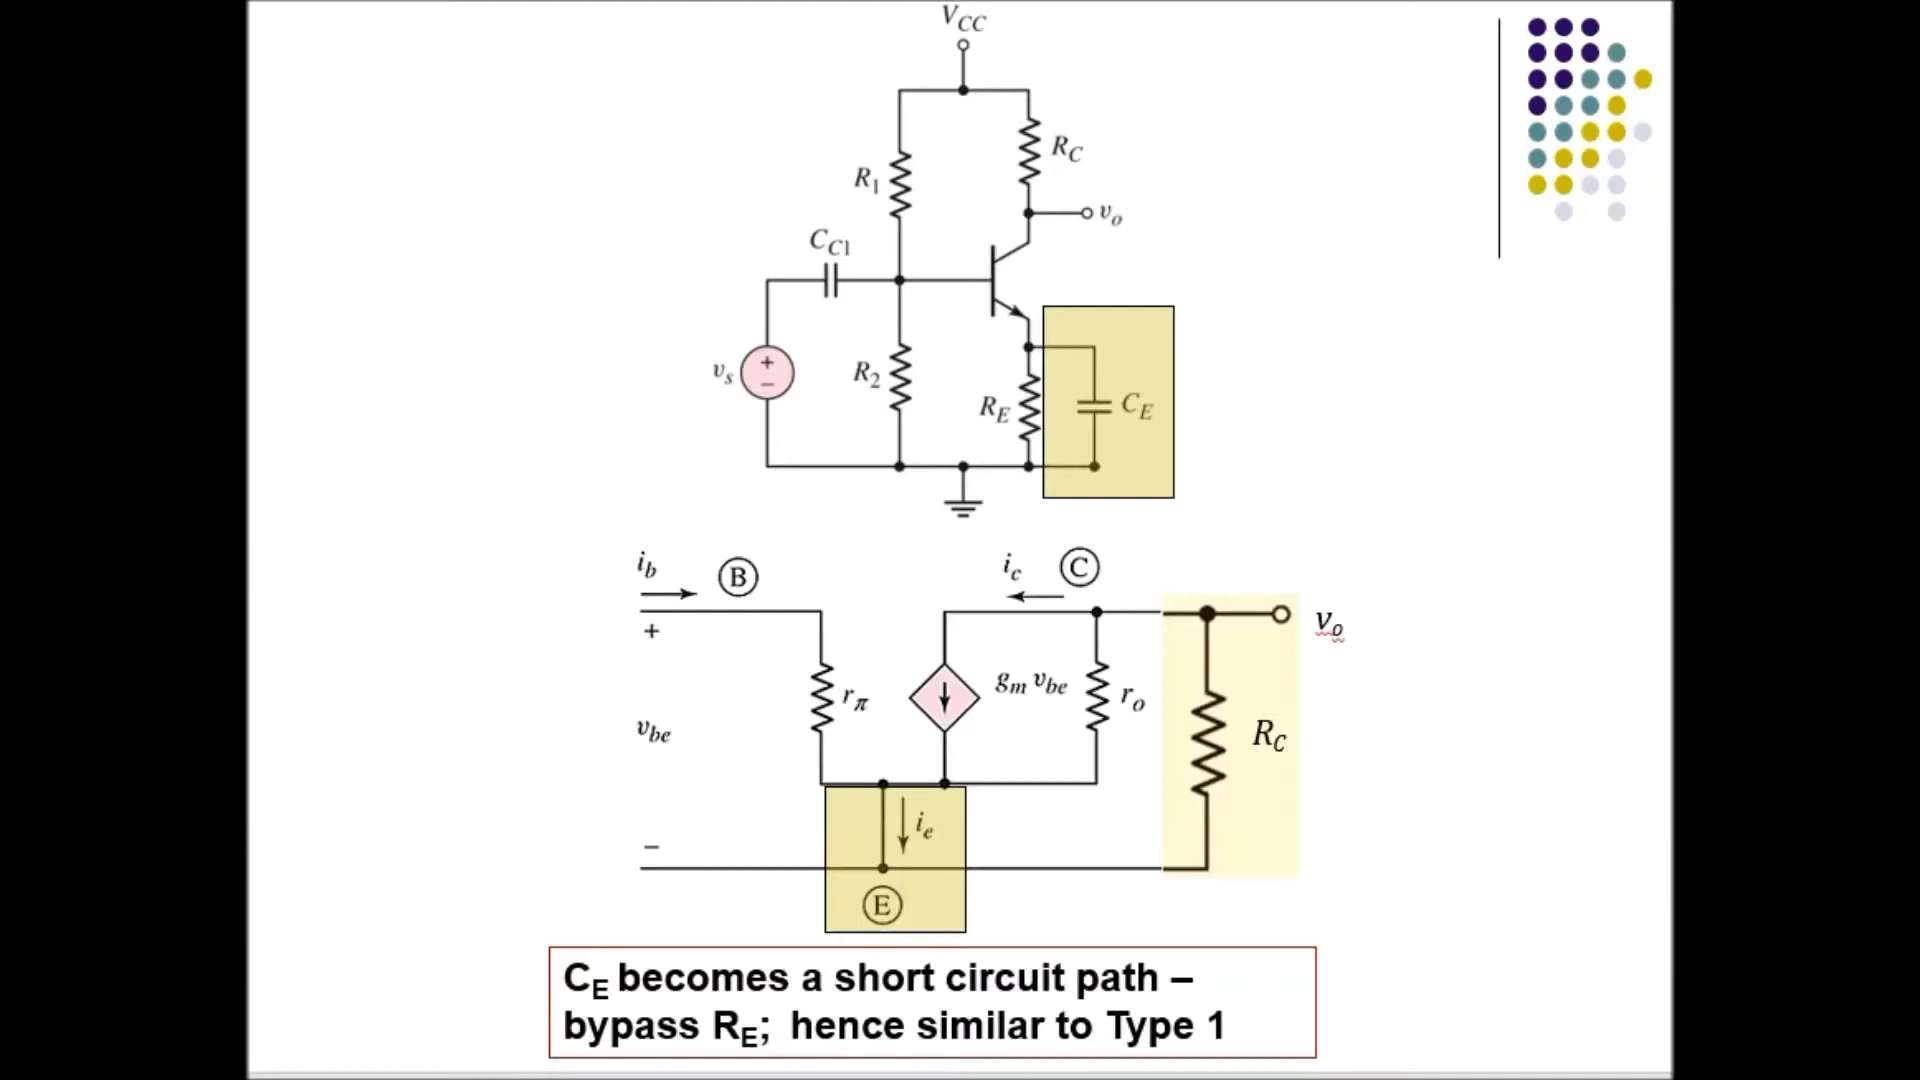 V_CC
R_C
R_1
v_o
C_C1
+
−
v_s
R_2
R_E
C_E
i_b
B
i_c
C
+
v_o
g_m v_be
r_π
r_o
v_be
R_C
i_e
−
E
C_E becomes a short circuit path –
bypass R_E; hence similar to Type 1